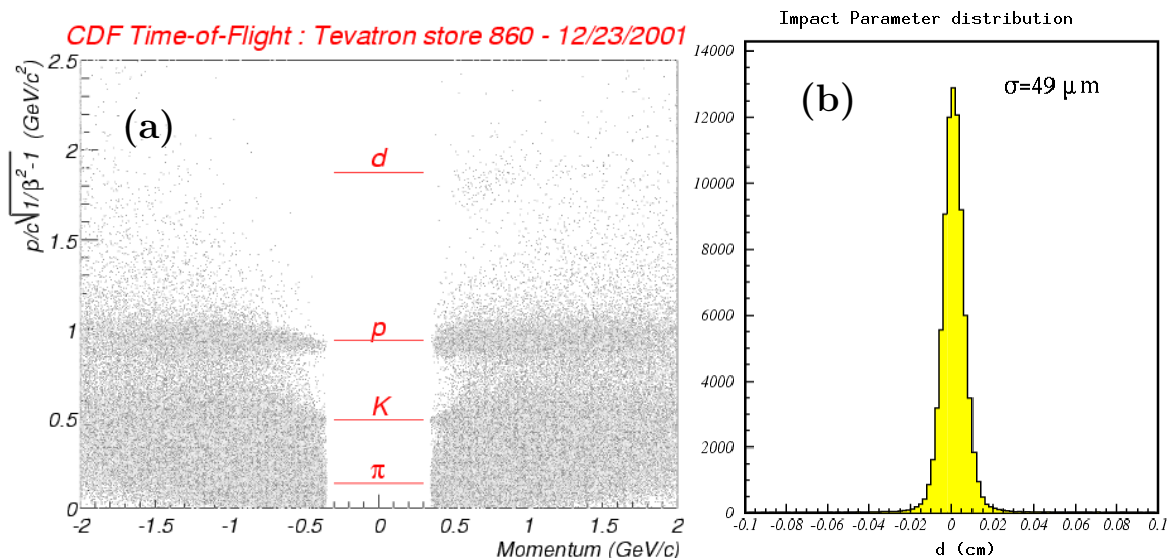 CDF Time-of-Flight : Tevatron store 860 - 12/23/2001
p/c√1/β²-1 (GeV/c²)
2.5
2
1.5
1
0.5
0
(a)
d
p
K
π
-2 -1.5 -1 -0.5 0 0.5 1 1.5 2
Momentum (GeV/c)
Impact Parameter distribution
14000
12000
10000
8000
6000
4000
2000
0
(b)
σ=49 μm
-0.1 -0.08 -0.06 -0.04 -0.02 0 0.02 0.04 0.06 0.08 0.1
d (cm)